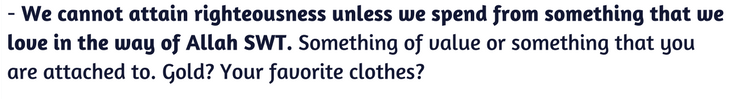 - We cannot attain righteousness unless we spend from something that we
love in the way of Allah SWT. Something of value or something that you
are attached to. Gold? Your favorite clothes?